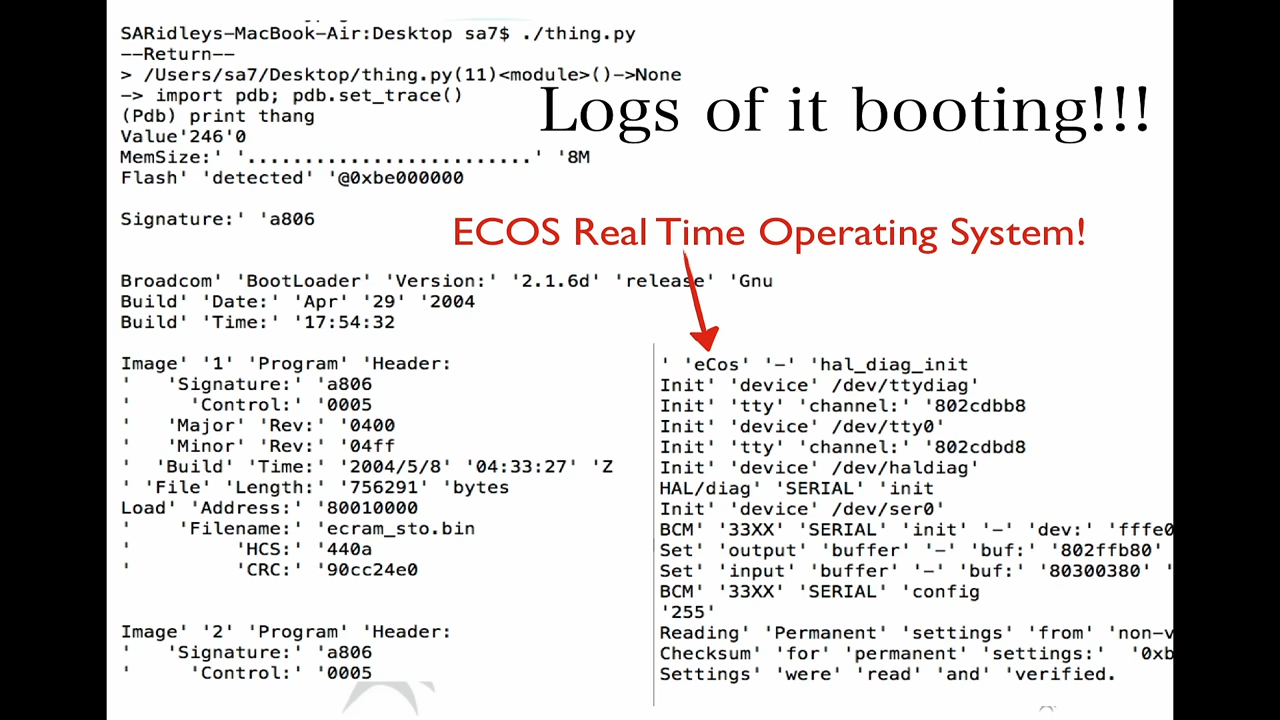 SARidleys-MacBook-Air:Desktop sa7$ ./thing.py
--Return--
> /Users/sa7/Desktop/thing.py(11)<module>()->None
-> import pdb; pdb.set_trace()
(Pdb) print thang
Value'246'0
MemSize:' '.........................' '8M
Flash' 'detected' '@0xbe000000
Logs of it booting!!!
Signature:' 'a806
ECOS Real Time Operating System!
Broadcom' 'BootLoader' 'Version:' '2.1.6d' 'release' 'Gnu
Build' 'Date:' 'Apr' '29' '2004
Build' 'Time:' '17:54:32
Image' '1' 'Program' 'Header:
'   'Signature:' 'a806
'     'Control:' '0005
'   'Major' 'Rev:' '0400
'   'Minor' 'Rev:' '04ff
'  'Build' 'Time:' '2004/5/8' '04:33:27' 'Z
' 'File' 'Length:' '756291' 'bytes
Load' 'Address:' '80010000
'    'Filename:' 'ecram_sto.bin
'         'HCS:' '440a
'         'CRC:' '90cc24e0
Image' '2' 'Program' 'Header:
'   'Signature:' 'a806
'     'Control:' '0005
' 'eCos' '-' 'hal_diag_init
Init' 'device' '/dev/ttydiag'
Init' 'tty' 'channel:' '802cdbb8
Init' 'device' '/dev/tty0'
Init' 'tty' 'channel:' '802cdbd8
Init' 'device' '/dev/haldiag'
HAL/diag' 'SERIAL' 'init
Init' 'device' '/dev/ser0'
BCM' '33XX' 'SERIAL' 'init' '-' 'dev:' 'fffe0
Set' 'output' 'buffer' '-' 'buf:' '802ffb80'
Set' 'input' 'buffer' '-' 'buf:' '80300380' '
BCM' '33XX' 'SERIAL' 'config
'255'
Reading' 'Permanent' 'settings' 'from' 'non-v
Checksum' 'for' 'permanent' 'settings:'  '0xb
Settings' 'were' 'read' 'and' 'verified.